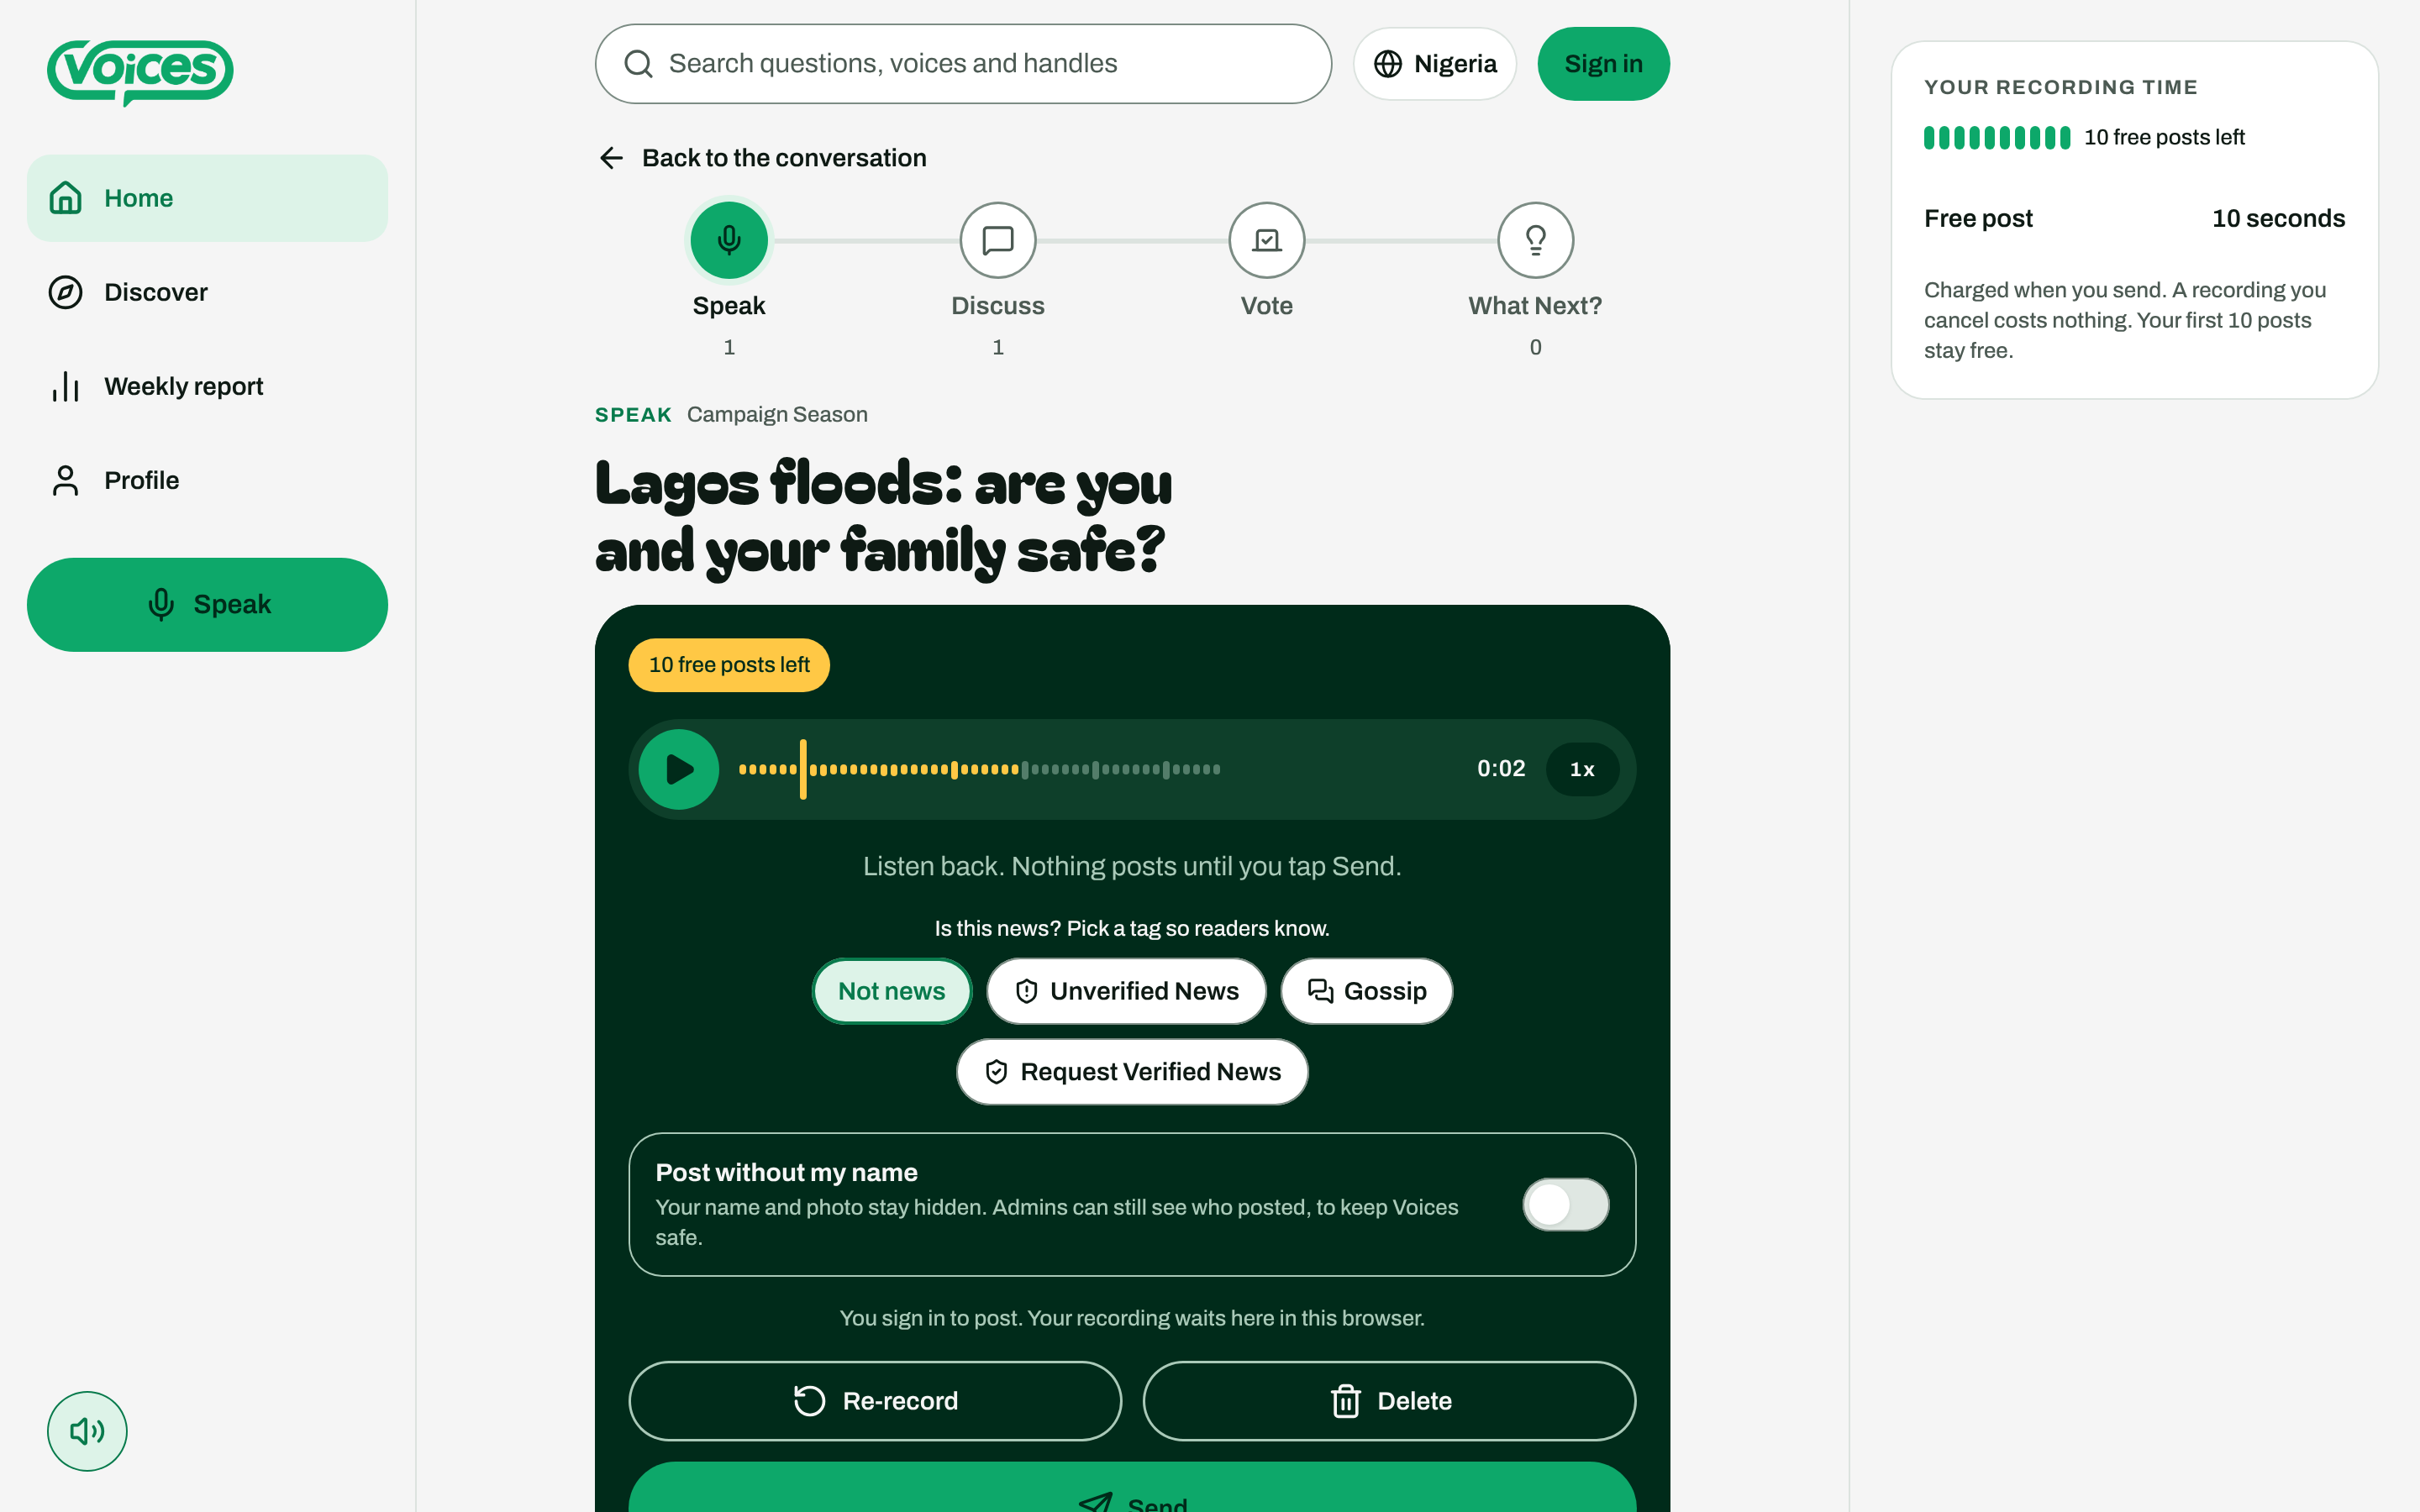 voices
Home
Discover
Weekly report
Profile
Speak
Search questions, voices and handles
Nigeria
Sign in
Back to the conversation
Speak
1
Discuss
1
Vote
What Next?
0
SPEAK Campaign Season
Lagos floods: are you
and your family safe?
10 free posts left
0:02
1x
Listen back. Nothing posts until you tap Send.
Is this news? Pick a tag so readers know.
Not news
Unverified News
Gossip
Request Verified News
Post without my name
Your name and photo stay hidden. Admins can still see who posted, to keep Voices
safe.
You sign in to post. Your recording waits here in this browser.
Re-record
Delete
Send
YOUR RECORDING TIME
10 free posts left
Free post 10 seconds
Charged when you send. A recording you
cancel costs nothing. Your first 10 posts
stay free.